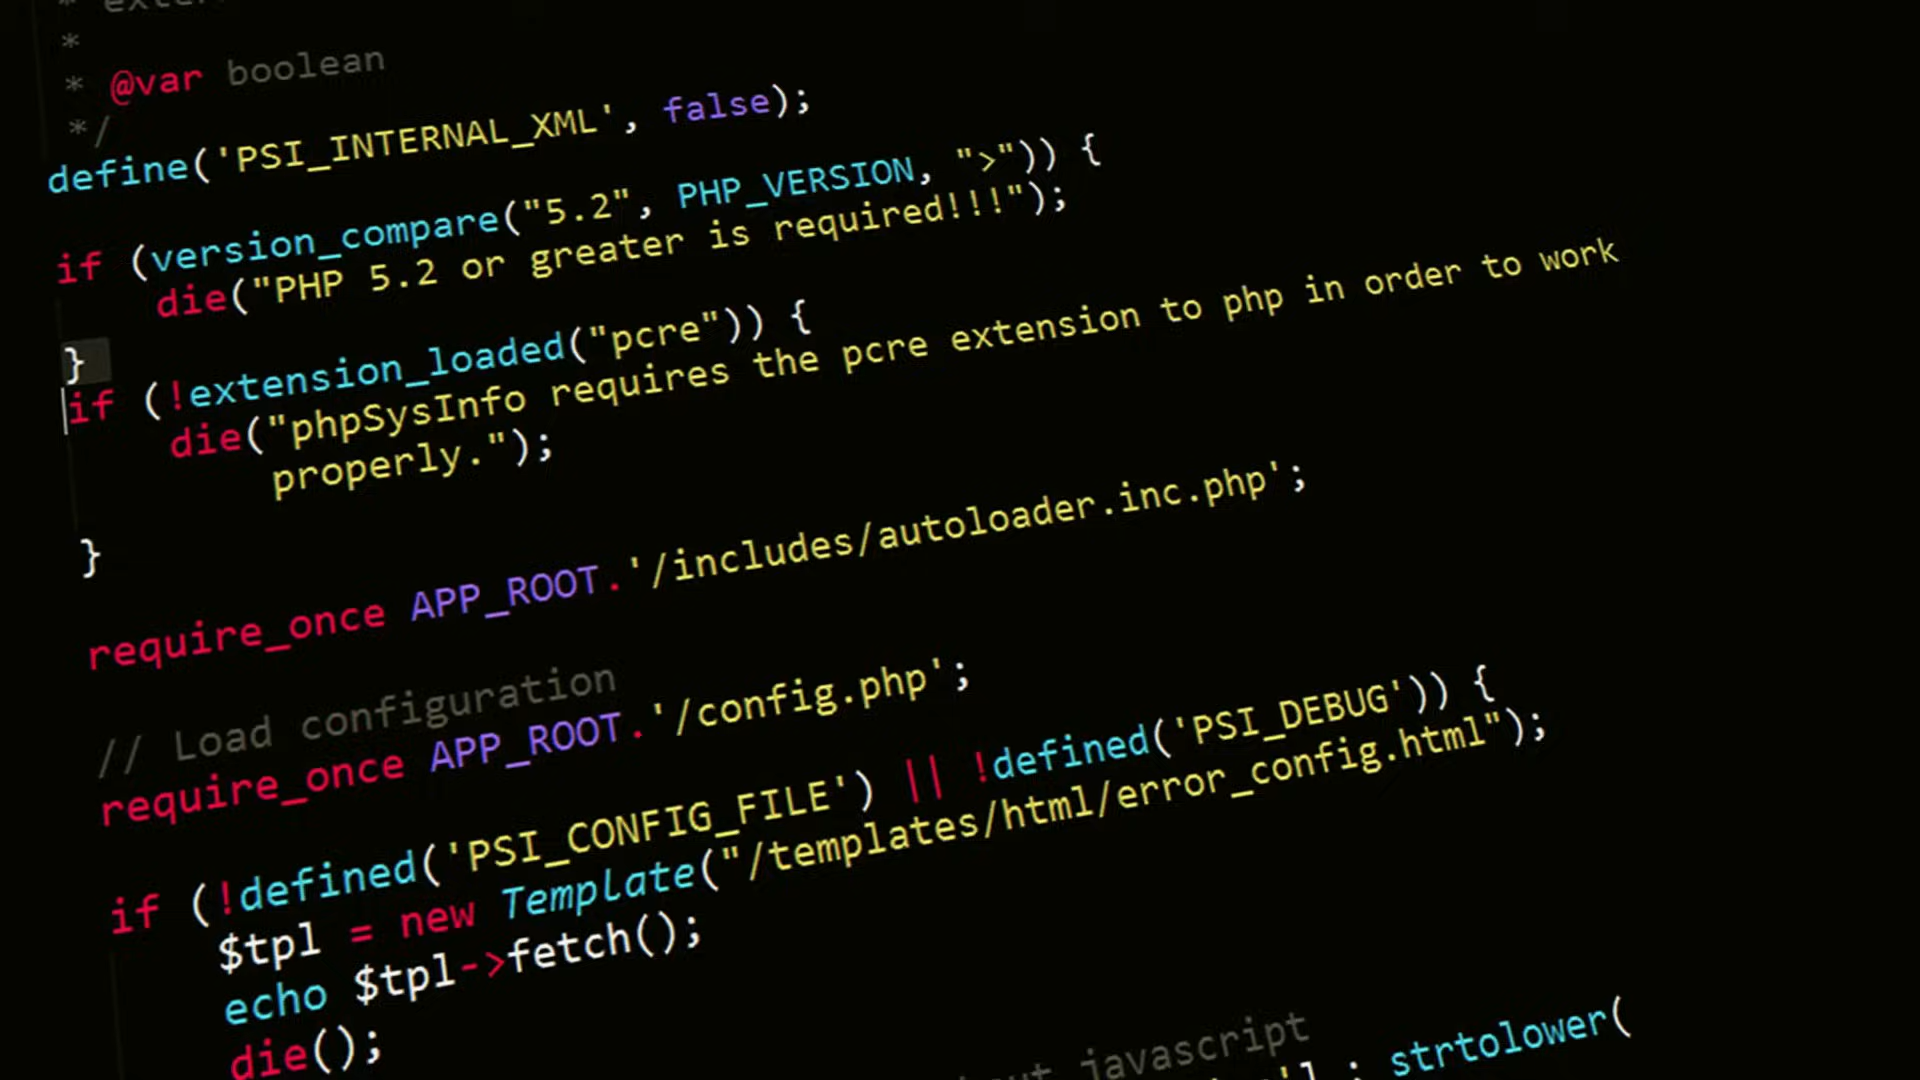 *
*
* @var boolean
*/
define('PSI_INTERNAL_XML', false);
if (version_compare("5.2", PHP_VERSION, ">")) {
die("PHP 5.2 or greater is required!!!");
}
if (!extension_loaded("pcre")) {
die("phpSysInfo requires the pcre extension to php in order to work
properly.");
}
require_once APP_ROOT.'/includes/autoloader.inc.php';
// Load configuration
require_once APP_ROOT.'/config.php';
if (!defined('PSI_CONFIG_FILE') || !defined('PSI_DEBUG')) {
$tpl = new Template("/templates/html/error_config.html");
echo $tpl->fetch();
die();
javascript
strtolower(